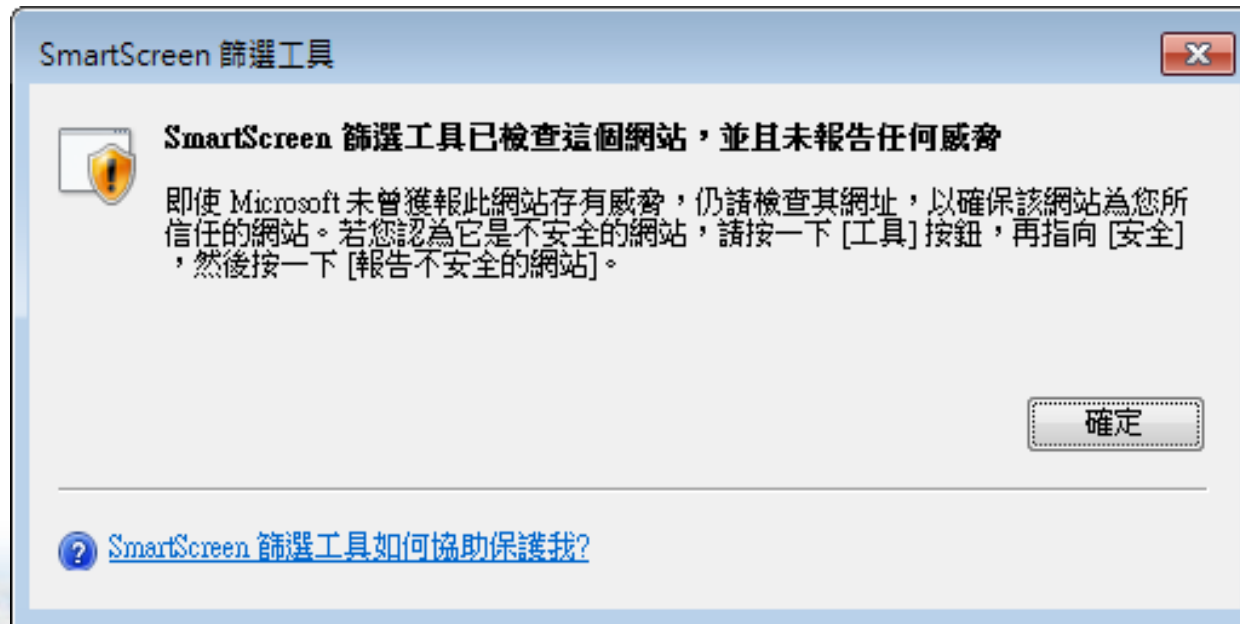 SmartScreen 篩選工具
SmartScreen 篩選工具已檢查這個網站，並且未報告任何威脅
即使 Microsoft 未曾獲報此網站存有威脅，仍請檢查其網址，以確保該網站為您所
信任的網站。若您認為它是不安全的網站，請按一下 [工具] 按鈕，再指向 [安全]
，然後按一下 [報告不安全的網站]。
確定
SmartScreen 篩選工具如何協助保護我?